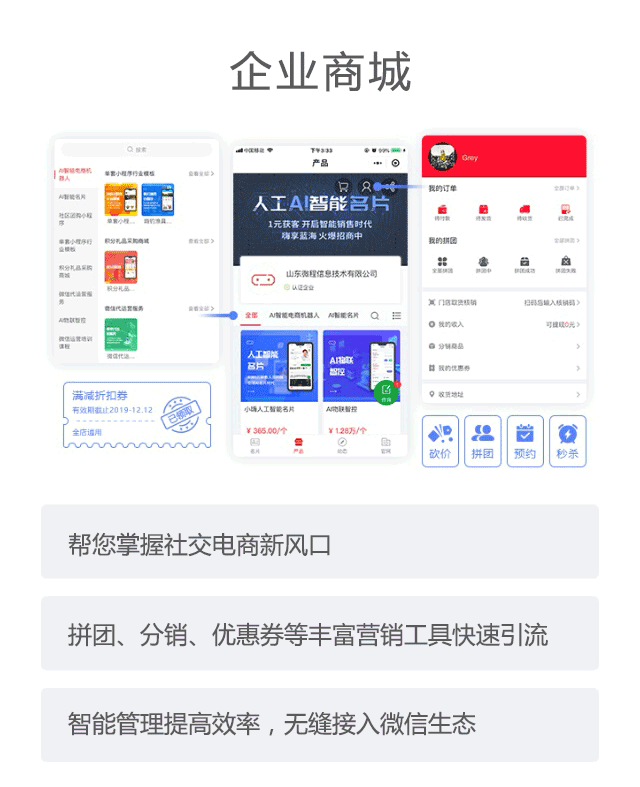 企业商城
搜索
AI智能电商机
器人
AI智能名片
社区团购小程
序
单套小程序行
业模板
积分礼品采购
商城
微信代运营服
务
AI物联智控
微信运营培训
课程
单套小程序行业模板
查看全部 >
单套小程...
商机渔具...
积分礼品采购商城
查看全部 >
积分礼品...
微信代运营服务
查看全部 >
微信代运...
满减折扣券
有效期截止2019-12.12
全店通用
已领取
中国移动
下午3:33
99%
产品
人工AI智能名片
1元获客 开启智能销售时代
嗨享蓝海 火爆招商中
山东微程信息技术有限公司
认证企业
全部
AI智能电商机器人
AI智能名片
人工智能
名片
AI物联
智控
小嗨人工智能名片
AI物联智控
¥ 365.00/个
¥ 1.28万/个
名片
产品
动态
官网
Grey
我的订单
全部订单 >
待付款
待发货
待收货
已完成
我的拼团
全部拼团 >
全部拼团
拼团中
拼团成功
拼团失败
门店取货核销
扫码后输入核销码 >
我的收入
可提现0元 >
分销商品
我的优惠券
收货地址
砍价
拼团
预约
秒杀
帮您掌握社交电商新风口
拼团、分销、优惠券等丰富营销工具快速引流
智能管理提高效率，无缝接入微信生态